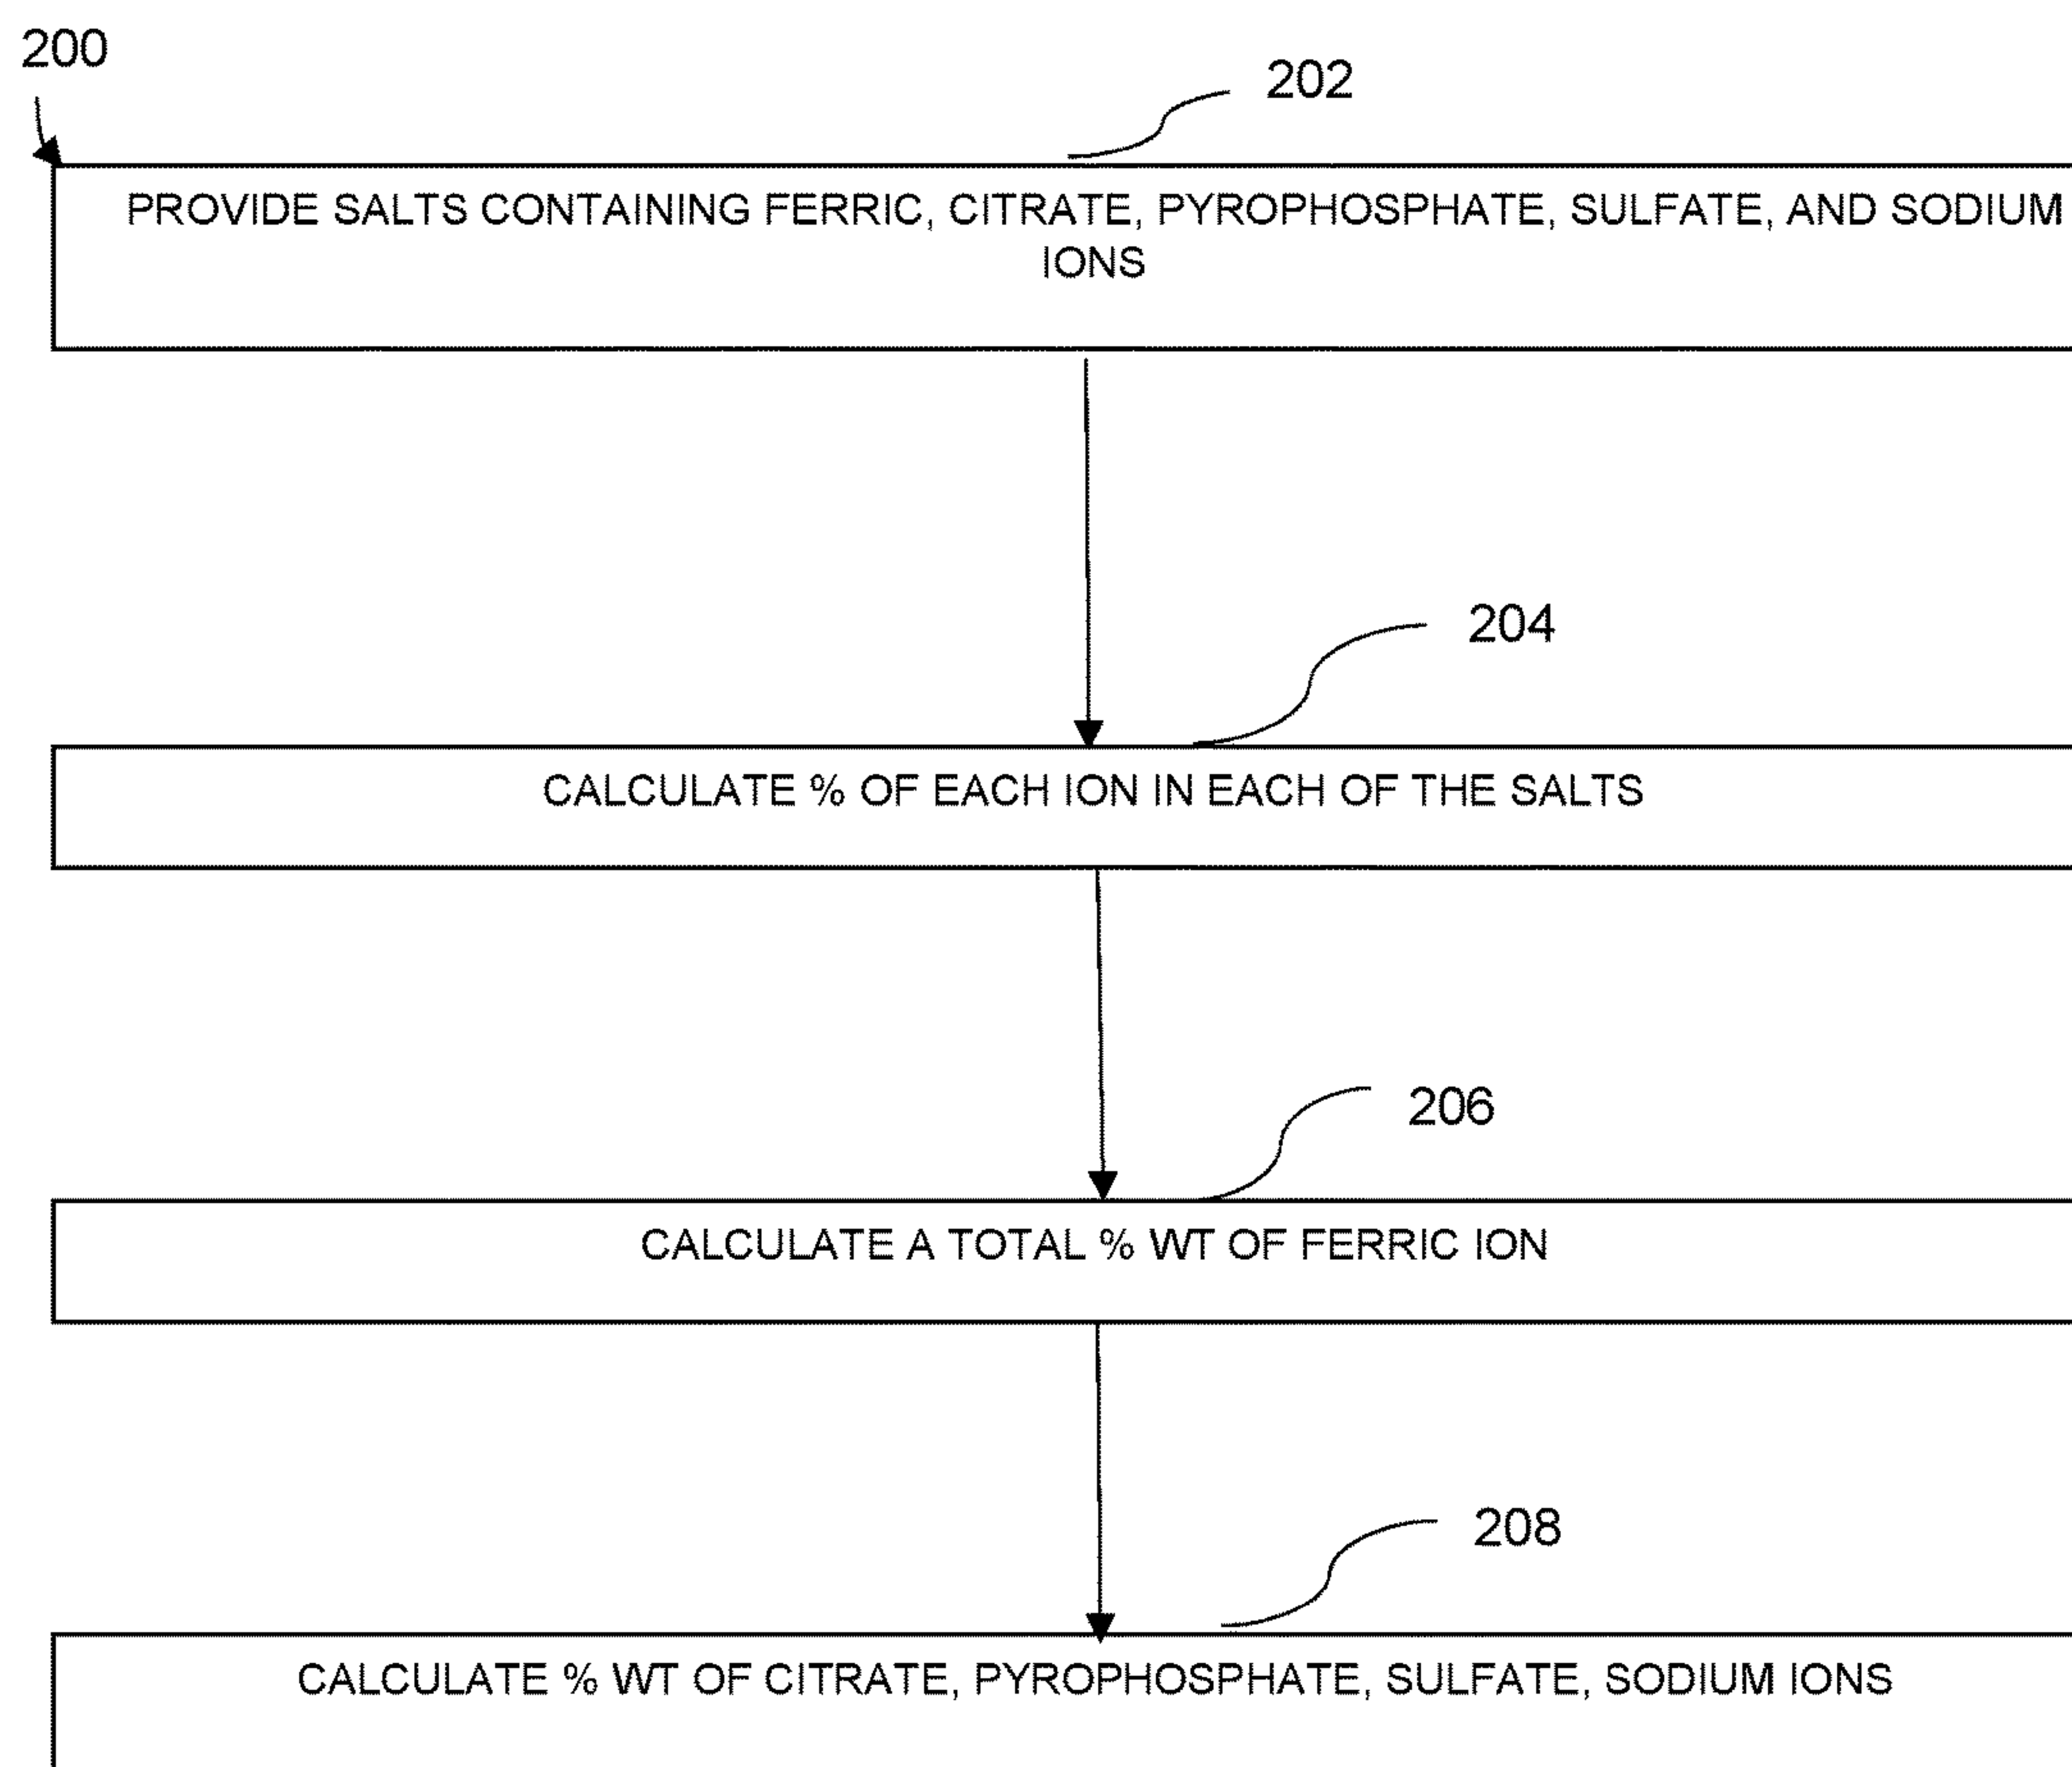 200
202
PROVIDE SALTS CONTAINING FERRIC, CITRATE, PYROPHOSPHATE, SULFATE, AND SODIUM
IONS
204
CALCULATE % OF EACH ION IN EACH OF THE SALTS
206
CALCULATE A TOTAL % WT OF FERRIC ION
208
CALCULATE % WT OF CITRATE, PYROPHOSPHATE, SULFATE, SODIUM IONS